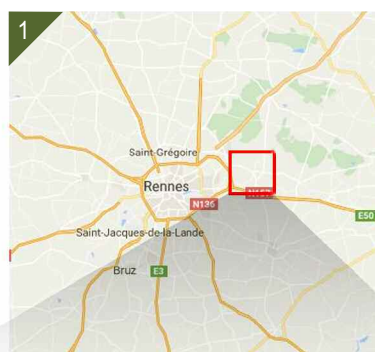 1
Saint-Grégoire
Rennes
N136
E50
Saint-Jacques-de-la-Lande
Bruz
E3